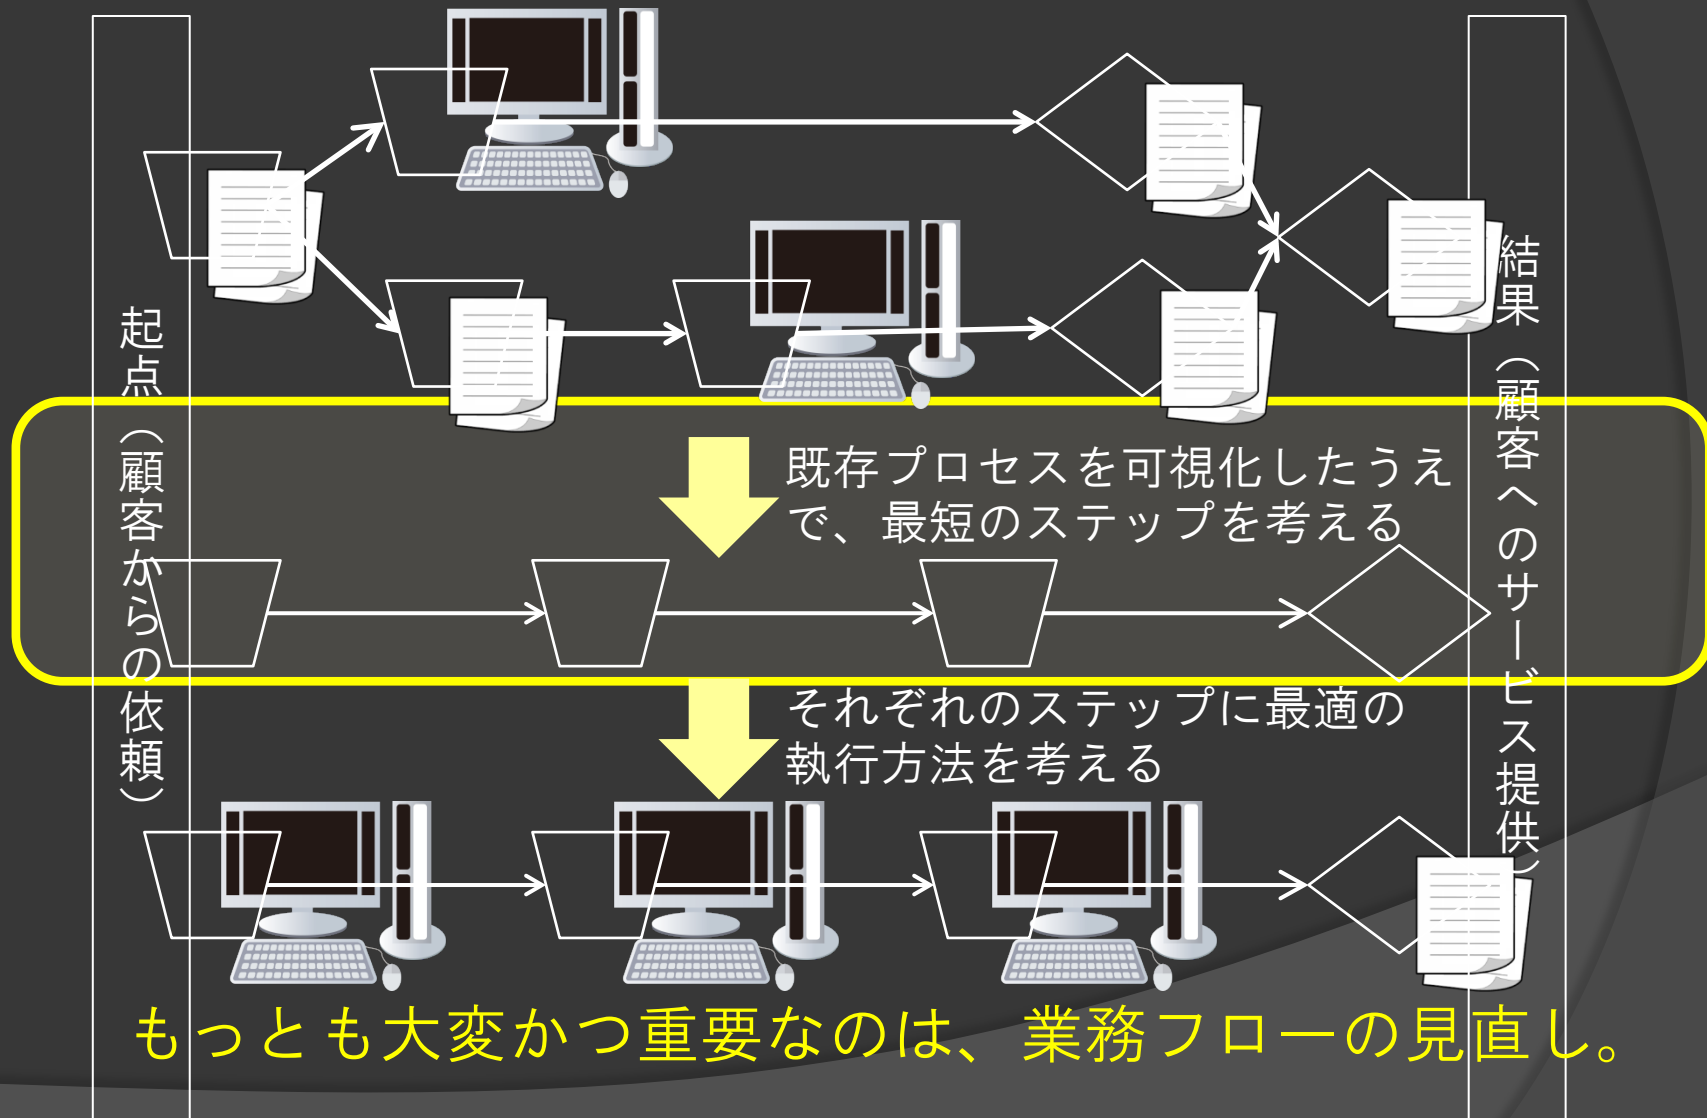 起点（顧客からの依頼）
結果（顧客へのサービス提供）
既存プロセスを可視化したうえ
で、最短のステップを考える
それぞれのステップに最適の
執行方法を考える
もっとも大変かつ重要なのは、業務フローの見直し。